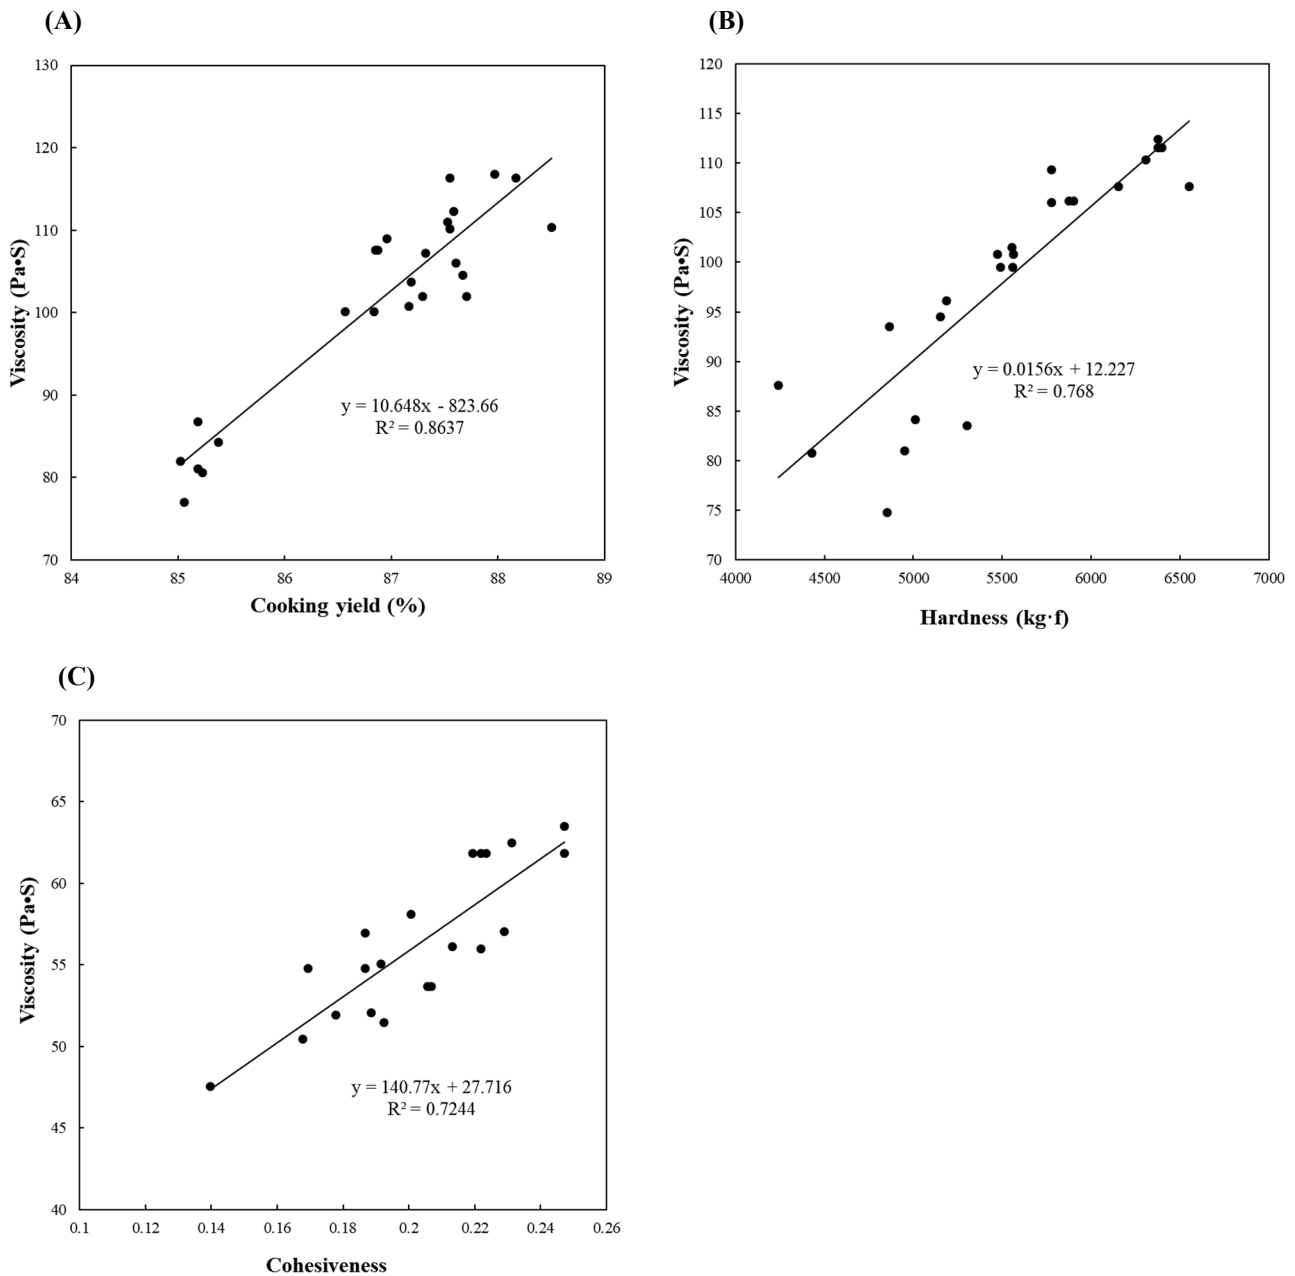 (A)
130
120
110
100
90
80
70
84 85 86 87 88 89
Viscosity (Pa•S)
Cooking yield (%)
y = 10.648x - 823.66
R² = 0.8637
(B)
120
115
110
105
100
95
90
85
80
75
70
4000 4500 5000 5500 6000 6500 7000
Viscosity (Pa•S)
Hardness (kg·f)
y = 0.0156x + 12.227
R² = 0.768
(C)
70
65
60
55
50
45
40
0.1 0.12 0.14 0.16 0.18 0.2 0.22 0.24 0.26
Viscosity (Pa•S)
Cohesiveness
y = 140.77x + 27.716
R² = 0.7244